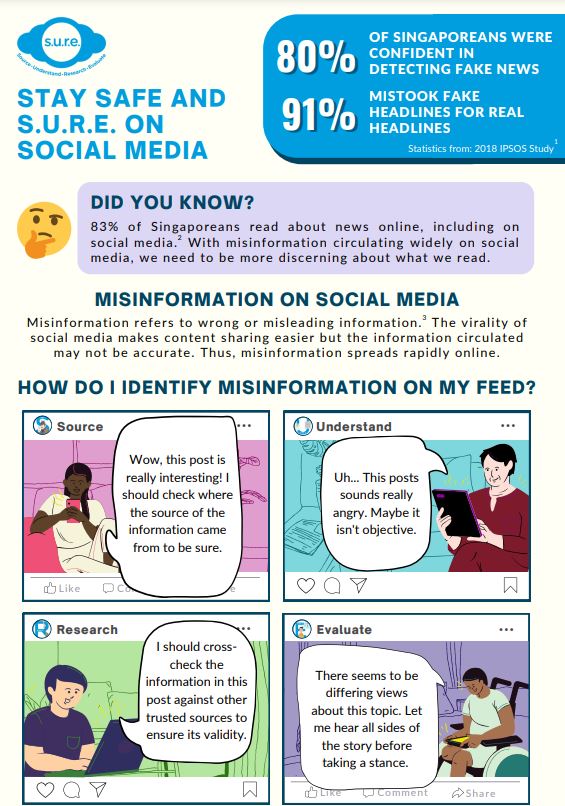 s.u.r.e.
Source•Understand•Research•Evaluate
STAY SAFE AND
S.U.R.E. ON
SOCIAL MEDIA
80%
OF SINGAPOREANS WERE
CONFIDENT IN
DETECTING FAKE NEWS
91%
MISTOOK FAKE
HEADLINES FOR REAL
HEADLINES
Statistics from: 2018 IPSOS Study1
DID YOU KNOW?
83% of Singaporeans read about news online, including on
social media.2 With misinformation circulating widely on social
media, we need to be more discerning about what we read.
MISINFORMATION ON SOCIAL MEDIA
Misinformation refers to wrong or misleading information.3 The virality of
social media makes content sharing easier but the information circulated
may not be accurate. Thus, misinformation spreads rapidly online.
HOW DO I IDENTIFY MISINFORMATION ON MY FEED?
Source
Wow, this post is
really interesting! I
should check where
the source of the
information came
from to be sure.
Like
Understand
Uh... This posts
sounds really
angry. Maybe it
isn't objective.
Research
I should cross-
check the
information in this
post against other
trusted sources to
ensure its validity.
Evaluate
There seems to be
differing views
about this topic. Let
me hear all sides of
the story before
taking a stance.
Like Comment Share